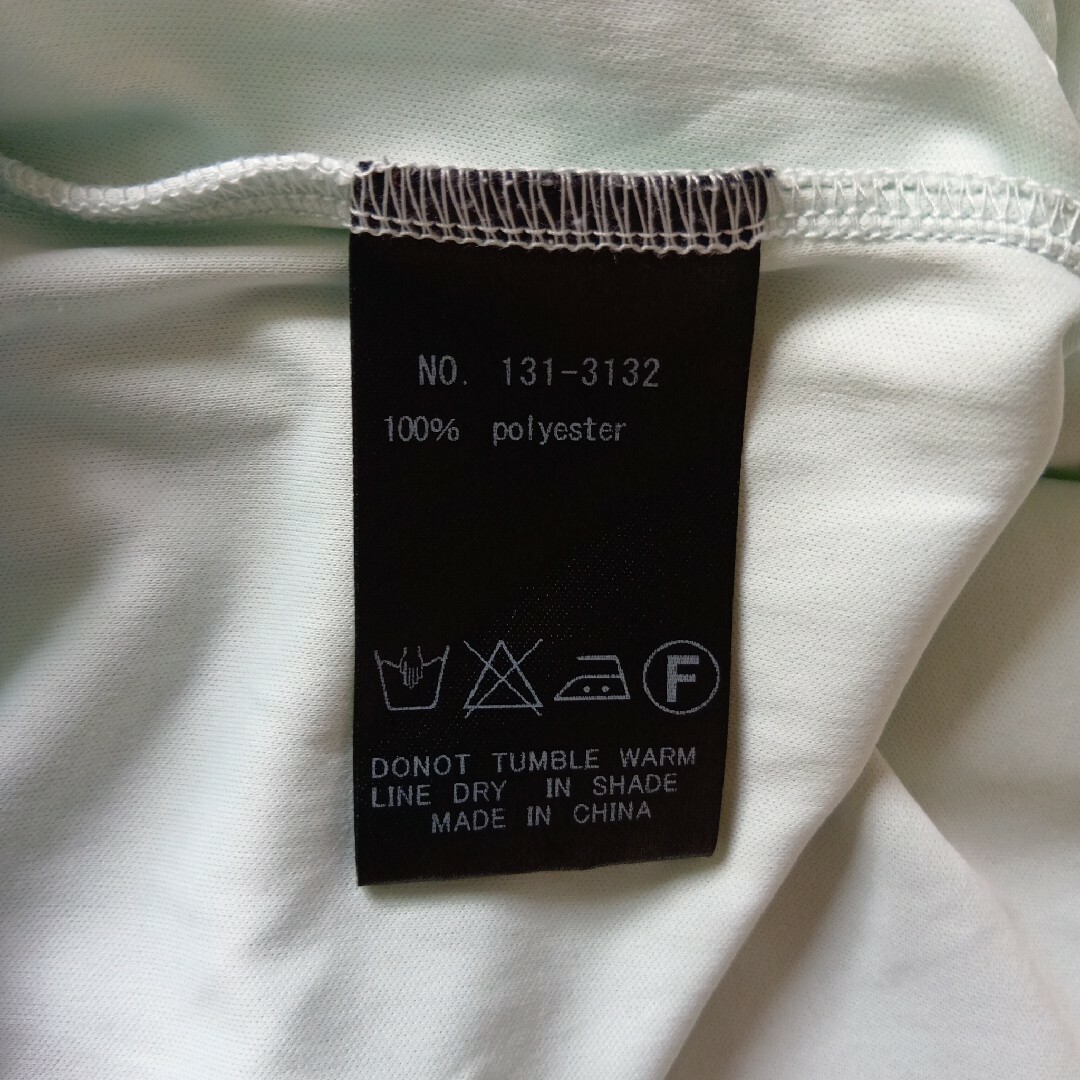 NO. 131-3132
100% polyester
F
DONOT TUMBLE WARM
LINE DRY IN SHADE
MADE IN CHINA